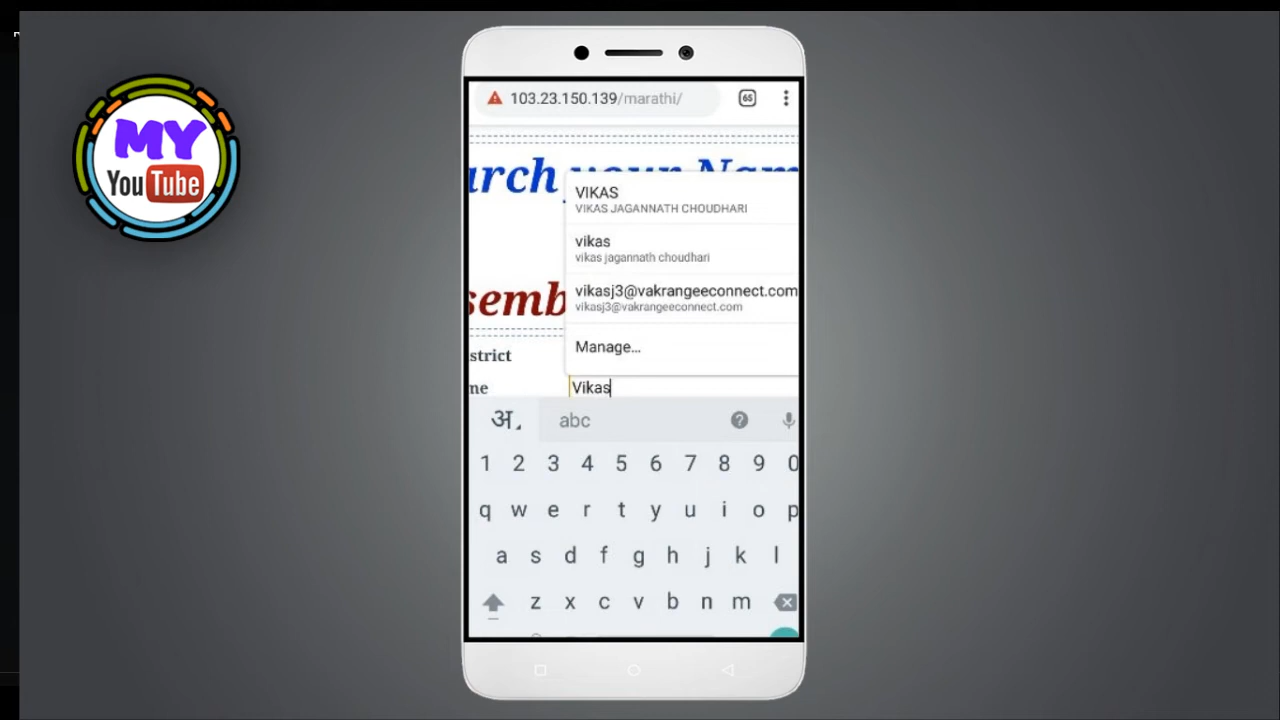 MY
YouTube
103.23.150.139/marathi/
65
arch your Nam
VIKAS
VIKAS JAGANNATH CHOUDHARI
vikas
vikas jagannath choudhari
vikasj3@vakrangeeconnect.com
vikasj3@vakrangeeconnect.com
Manage...
semb
strict
me
Vikas
अ
abc
?
1 2 3 4 5 6 7 8 9 0
q w e r t y u i o p
a s d f g h j k l
z x c v b n m